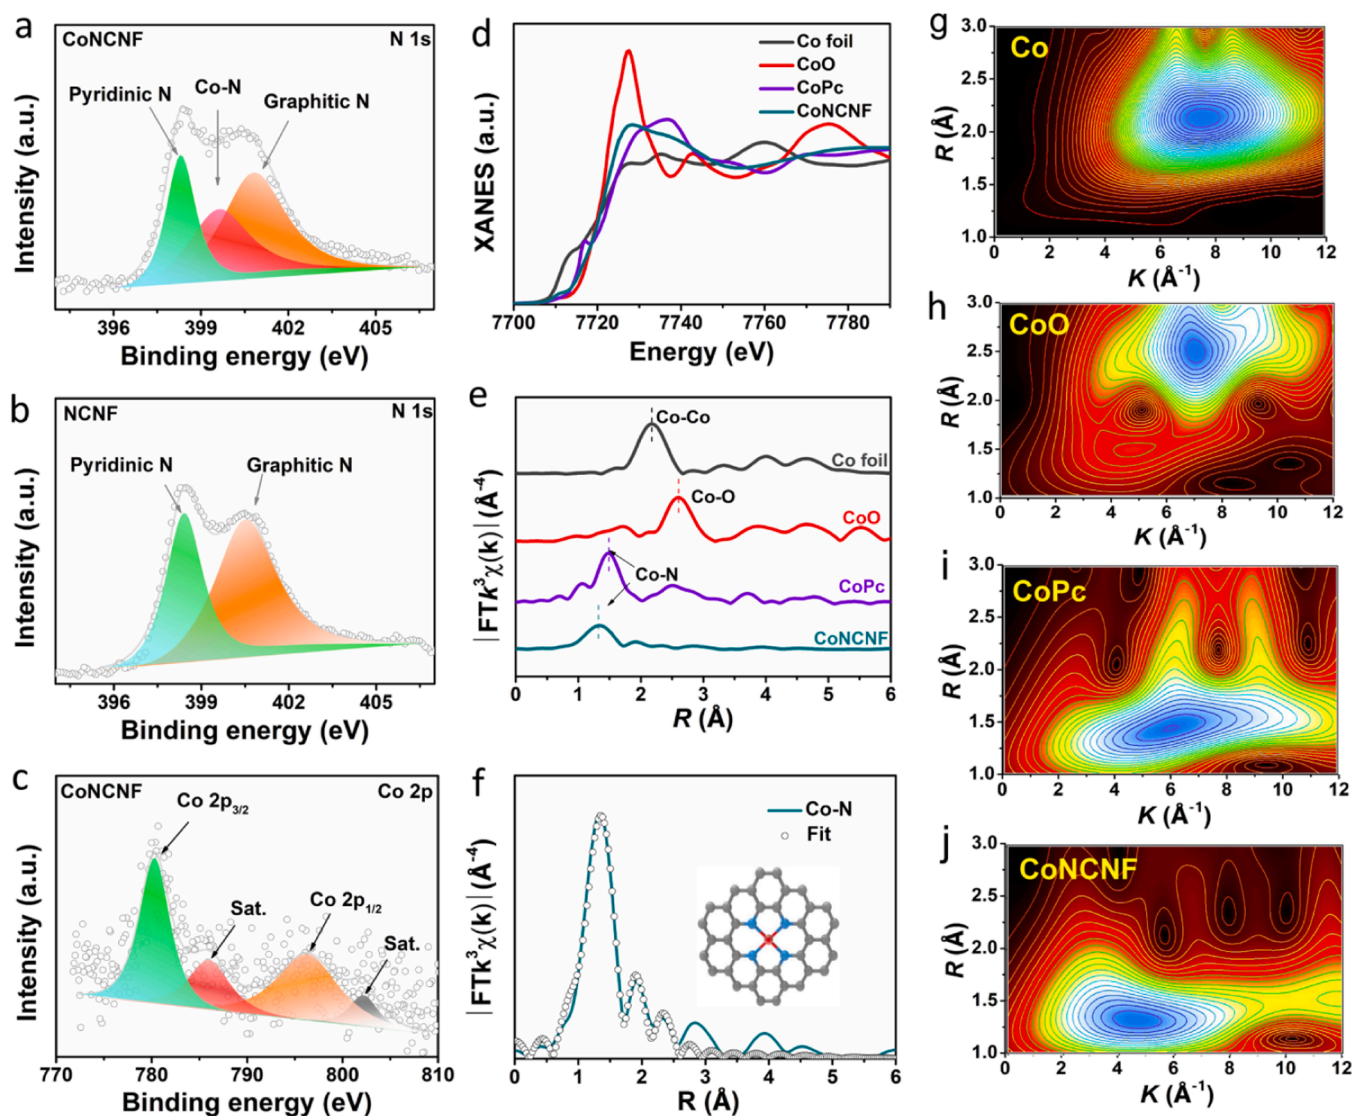 a
CoNCNF
N 1s
Pyridinic N
Co-N
Graphitic N
Intensity (a.u.)
396 399 402 405
Binding energy (eV)
b
NCNF
N 1s
Pyridinic N
Graphitic N
Intensity (a.u.)
396 399 402 405
Binding energy (eV)
c
CoNCNF
Co 2p
Co 2p3/2
Sat.
Co 2p1/2
Sat.
Intensity (a.u.)
770 780 790 800 810
Binding energy (eV)
d
Co foil
CoO
CoPc
CoNCNF
XANES (a.u.)
7700 7720 7740 7760 7780
Energy (eV)
e
Co-Co
Co foil
Co-O
CoO
Co-N
CoPc
CoNCNF
|FTk³χ(k)| (Å⁻⁴)
0 1 2 3 4 5 6
R (Å)
f
Co-N
Fit
|FTk³χ(k)| (Å⁻⁴)
0 1 2 3 4 5 6
R (Å)
g
Co
R (Å)
3.0
2.5
2.0
1.5
1.0
0 2 4 6 8 10 12
K (Å⁻¹)
h
CoO
R (Å)
3.0
2.5
2.0
1.5
1.0
0 2 4 6 8 10 12
K (Å⁻¹)
i
CoPc
R (Å)
3.0
2.5
2.0
1.5
1.0
0 2 4 6 8 10 12
K (Å⁻¹)
j
CoNCNF
R (Å)
3.0
2.5
2.0
1.5
1.0
0 2 4 6 8 10 12
K (Å⁻¹)